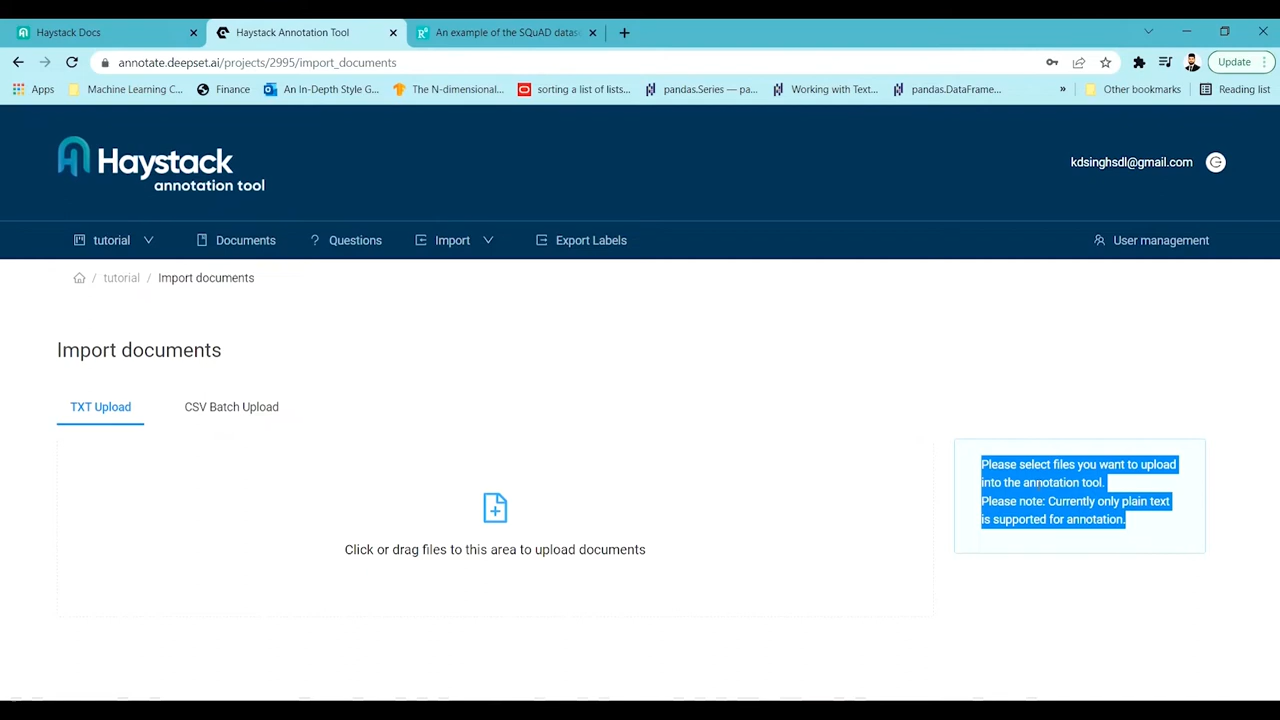 Haystack Docs
Haystack Annotation Tool
An example of the SQuAD datas
annotate.deepset.ai/projects/2995/import_documents
Update
Apps
Machine Learning C...
Finance
An In-Depth Style G...
The N-dimensional...
sorting a list of lists...
pandas.Series — pa...
Working with Text...
pandas.DataFrame...
»
Other bookmarks
Reading list
Haystack
annotation tool
kdsinghsdl@gmail.com
tutorial
Documents
? Questions
Import
Export Labels
User management
/ tutorial / Import documents
Import documents
TXT Upload
CSV Batch Upload
Click or drag files to this area to upload documents
Please select files you want to upload
into the annotation tool.
Please note: Currently only plain text
is supported for annotation.